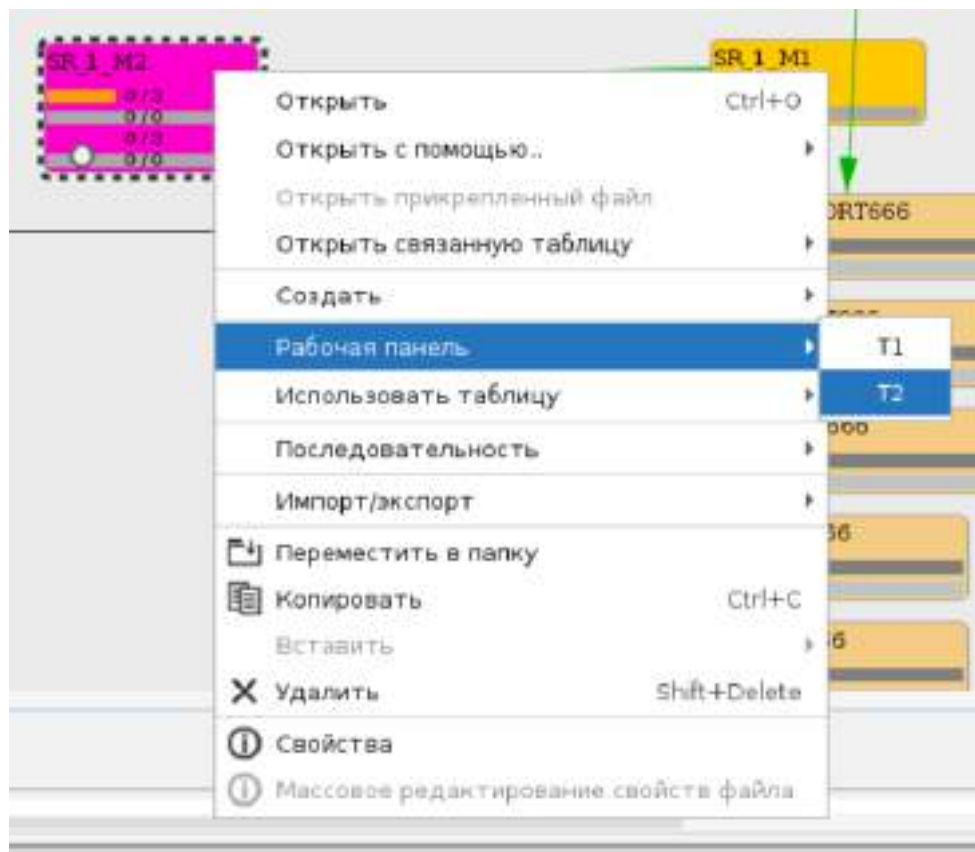 SR_1_M2
0/3
0/0
0/3
0/0
SR_1_M1
Открыть Ctrl+O
Открыть с помощью..
Открыть прикрепленный файл
Открыть связанную таблицу
ORT666
Создать
Рабочая панель
T1
Использовать таблицу
T2
Последовательность
Импорт/экспорт
Переместить в папку
Копировать Ctrl+C
Вставить
Удалить Shift+Delete
Свойства
Массовое редактирование свойств файла